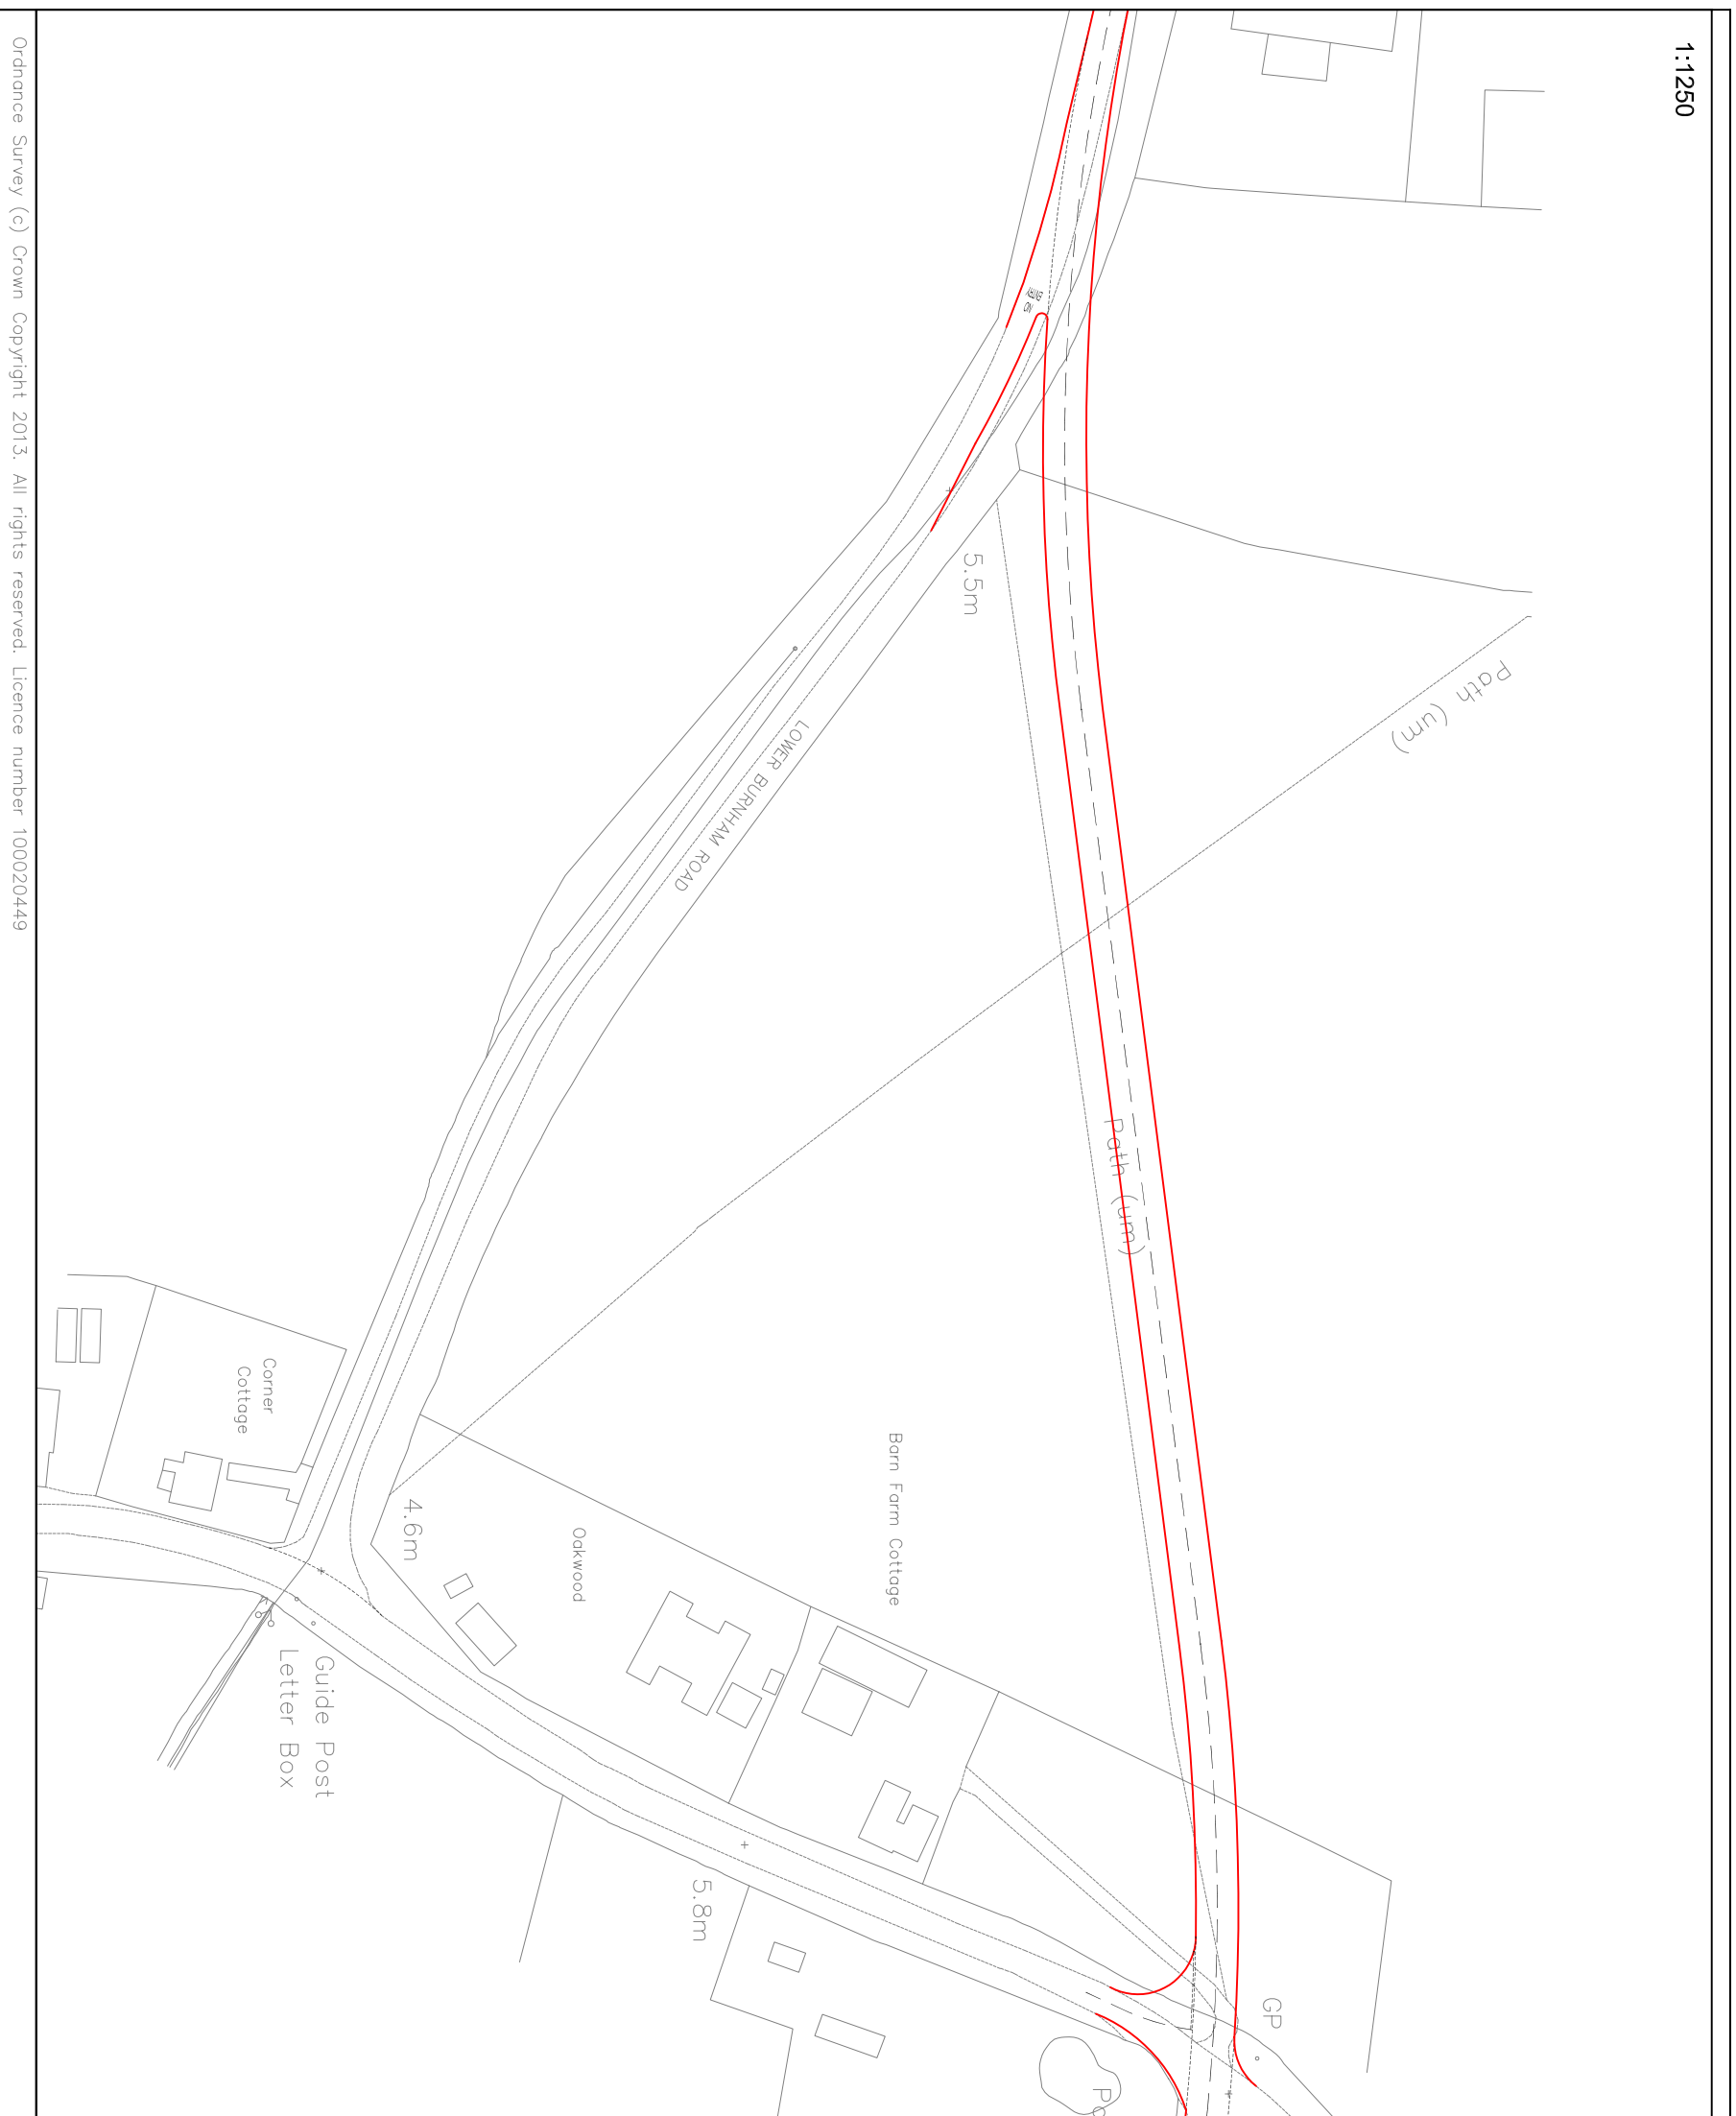 1:1250
Path (um)
5.5m
LOWER BURNHAM ROAD
Path (um)
Corner
Cottage
Barn Farm Cottage
Oakwood
4.6m
Guide Post
Letter Box
5.8m
GP
Ordnance Survey (c) Crown Copyright 2013. All rights reserved. Licence number 100020449